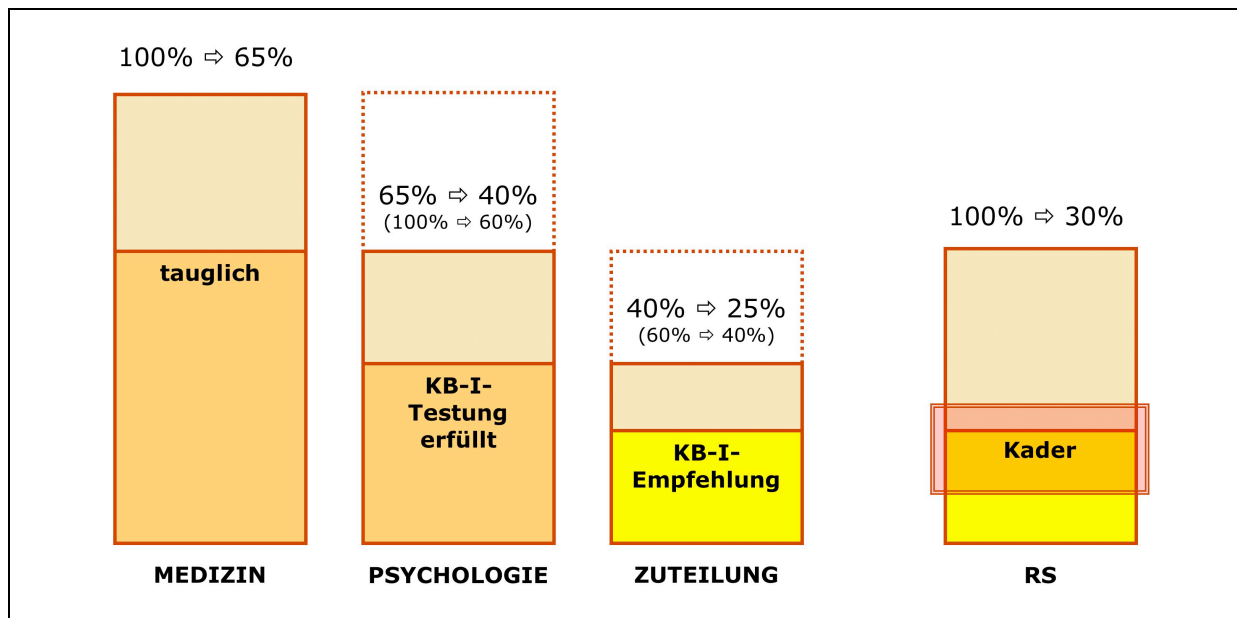 100% ⇨ 65%
tauglich
MEDIZIN
65% ⇨ 40%
(100% ⇨ 60%)
KB-I-
Testung
erfüllt
PSYCHOLOGIE
40% ⇨ 25%
(60% ⇨ 40%)
KB-I-
Empfehlung
ZUTEILUNG
100% ⇨ 30%
Kader
RS